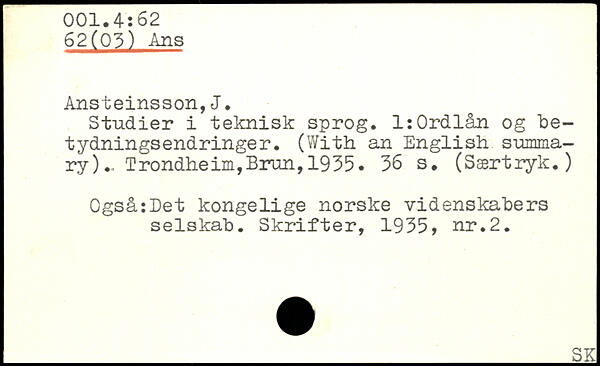 001.4:62
62(03) Ans
Ansteinsson,J.
Studier i teknisk sprog. 1:Ordlån og be-
tydningsendringer. (With an English summa-
ry). Trondheim,Brun,1935. 36 s. (Særtryk.)
Også:Det kongelige norske videnskabers
selskab. Skrifter, 1935, nr.2.
SK